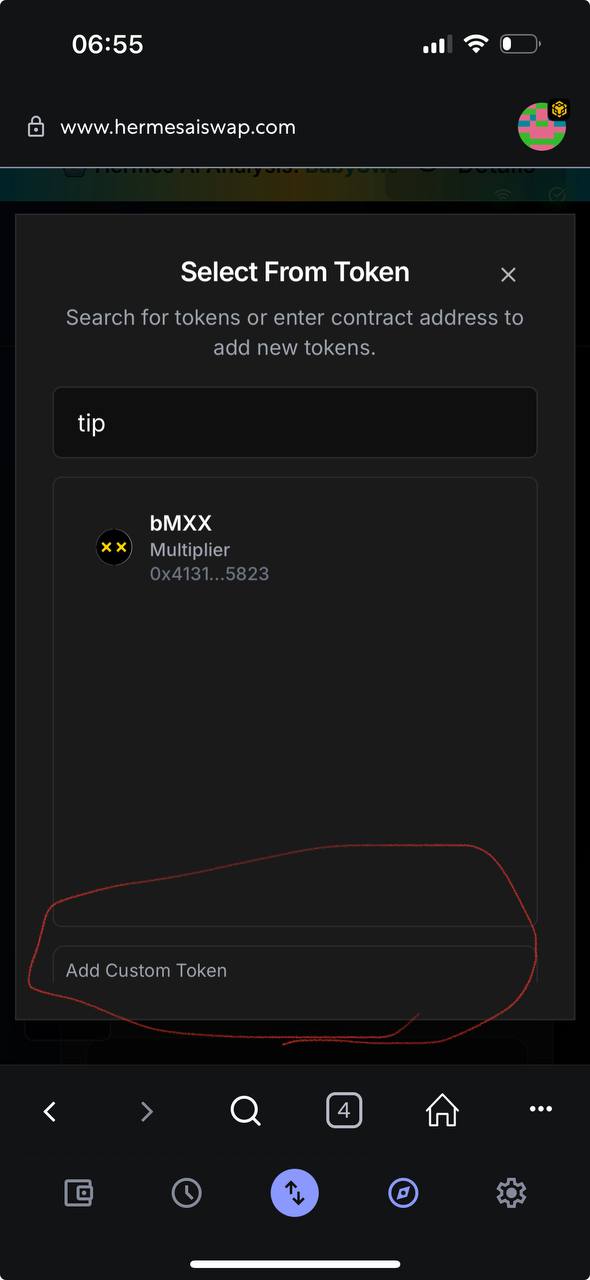 06:55
www.hermesaiswap.com
Hermes AI Analysis:
Details
Select From Token
Search for tokens or enter contract address to
add new tokens.
tip
bMXX
Multiplier
0x4131...5823
Add Custom Token
4